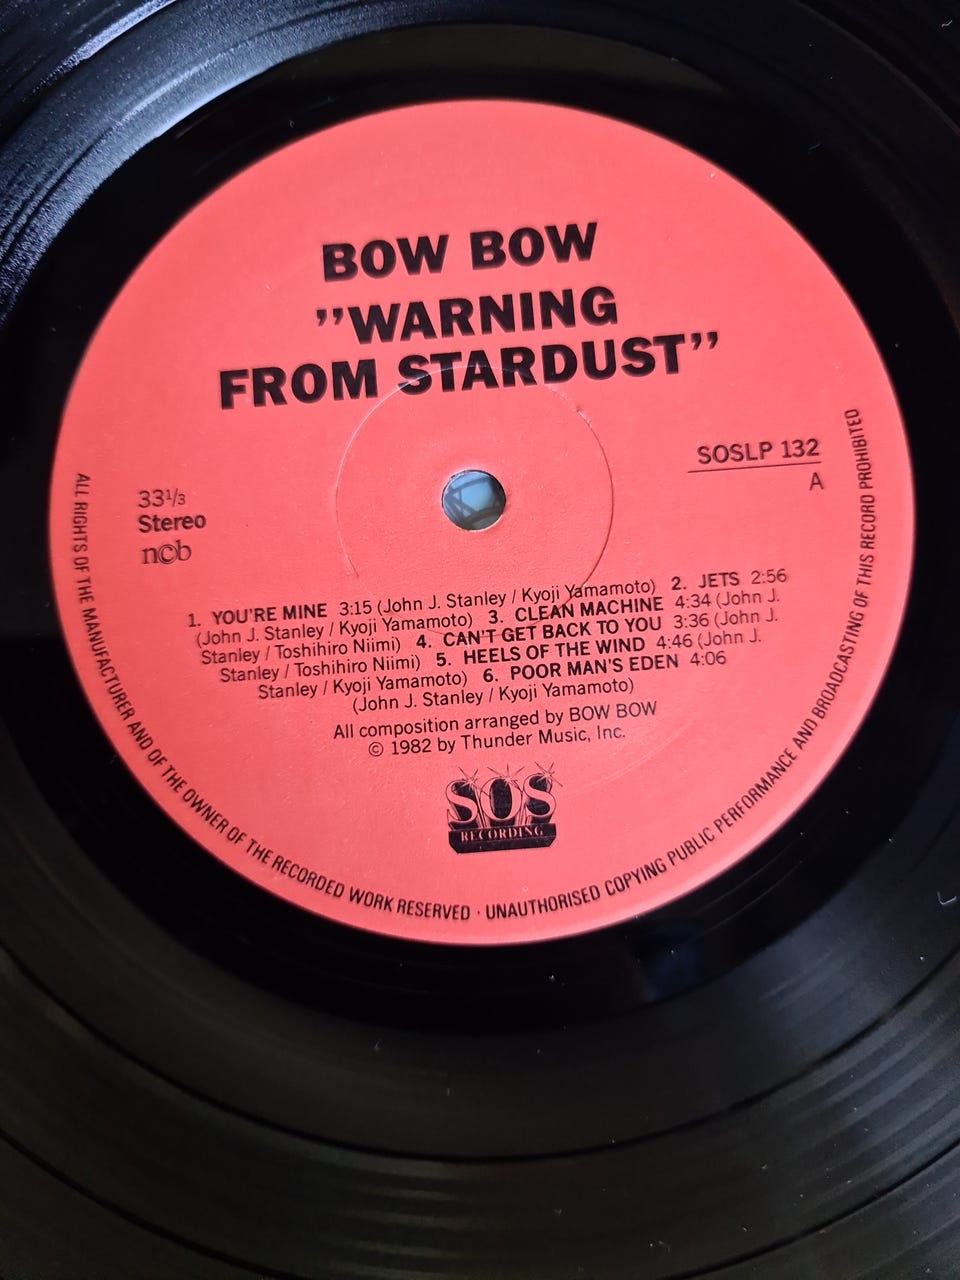 BOW BOW
”WARNING
FROM STARDUST”
SOSLP 132
A
33 1/3
Stereo
n©b
1. YOU'RE MINE 3:15 (John J. Stanley / Kyoji Yamamoto) 2. JETS 2:56
(John J. Stanley / Kyoji Yamamoto) 3. CLEAN MACHINE 4:34 (John J.
Stanley / Toshihiro Niimi) 4. CAN'T GET BACK TO YOU 3:36 (John J.
Stanley / Toshihiro Niimi) 5. HEELS OF THE WIND 4:46 (John J.
Stanley / Kyoji Yamamoto) 6. POOR MAN'S EDEN 4:06
(John J. Stanley / Kyoji Yamamoto)
All composition arranged by BOW BOW
© 1982 by Thunder Music, Inc.
SOS
RECORDING
ALL RIGHTS OF THE MANUFACTURER AND OF THE OWNER OF THE RECORDED WORK RESERVED · UNAUTHORISED COPYING PUBLIC PERFORMANCE AND BROADCASTING OF THIS RECORD PROHIBITED